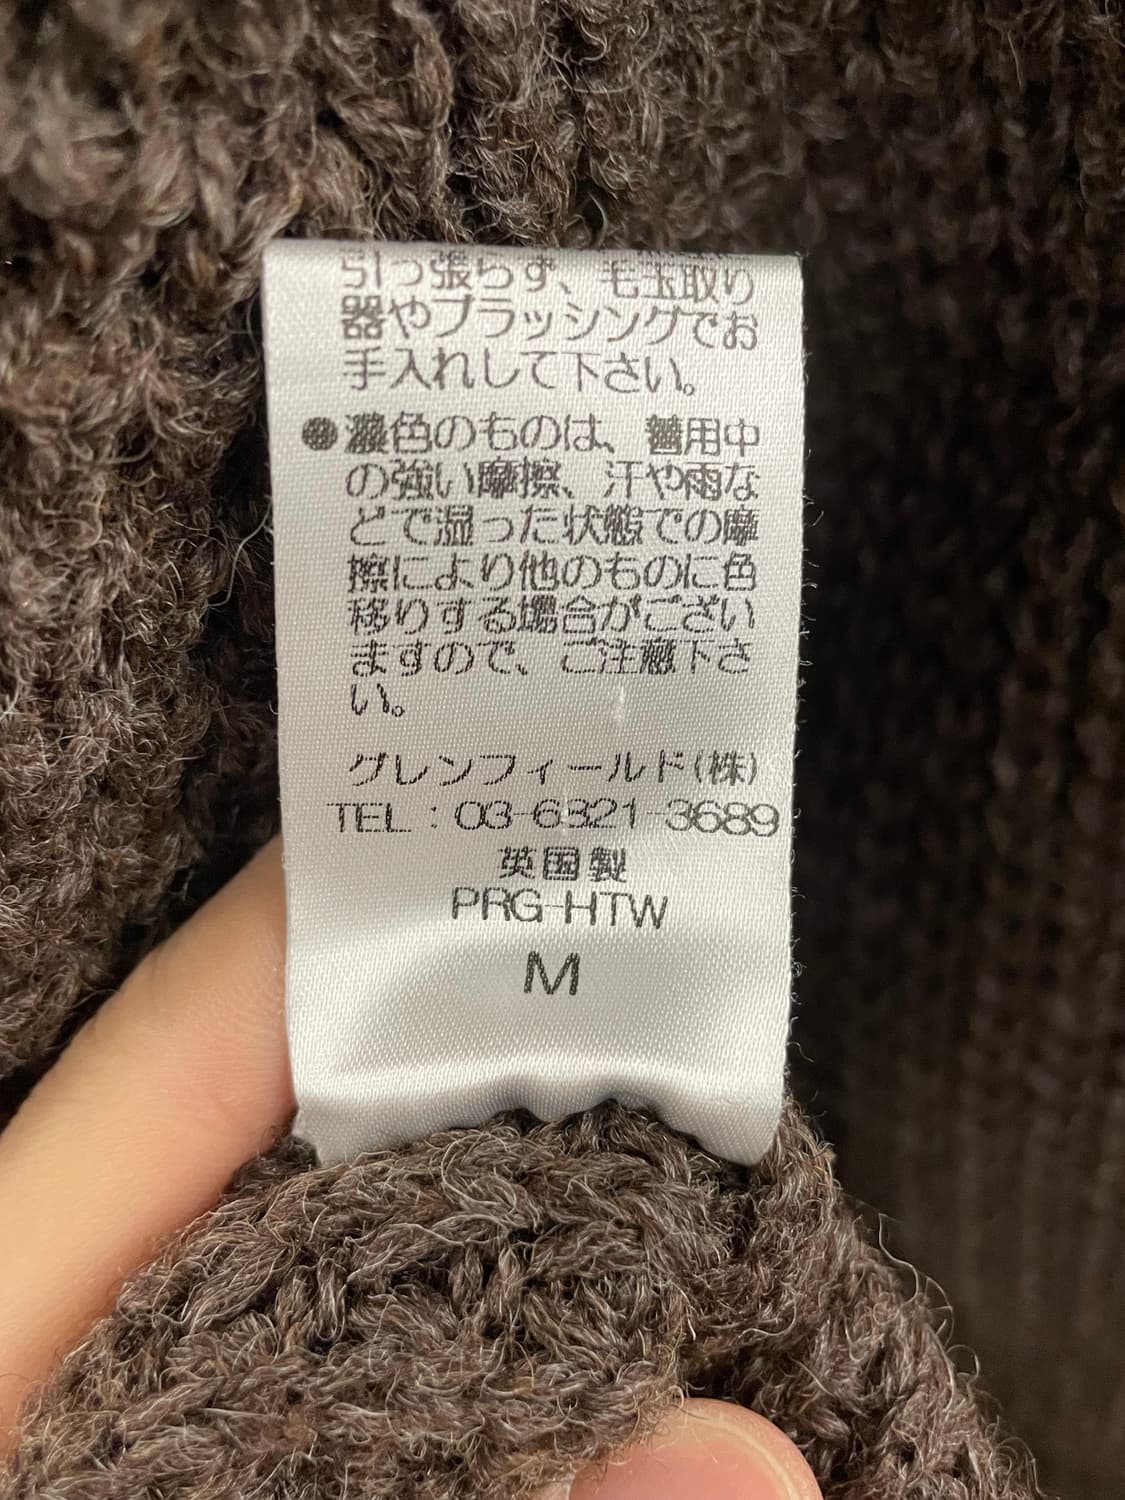 引っ張らず、毛玉取り
器やブラッシングでお
手入れして下さい。
●濃色のものは、着用中
の強い摩擦、汗や雨な
どで湿った状態での摩
擦により他のものに色
移りする場合がござい
ますので、ご注意下さ
い。
グレンフィールド(株)
TEL:03-6321-3689
英国製
PRG-HTW
M